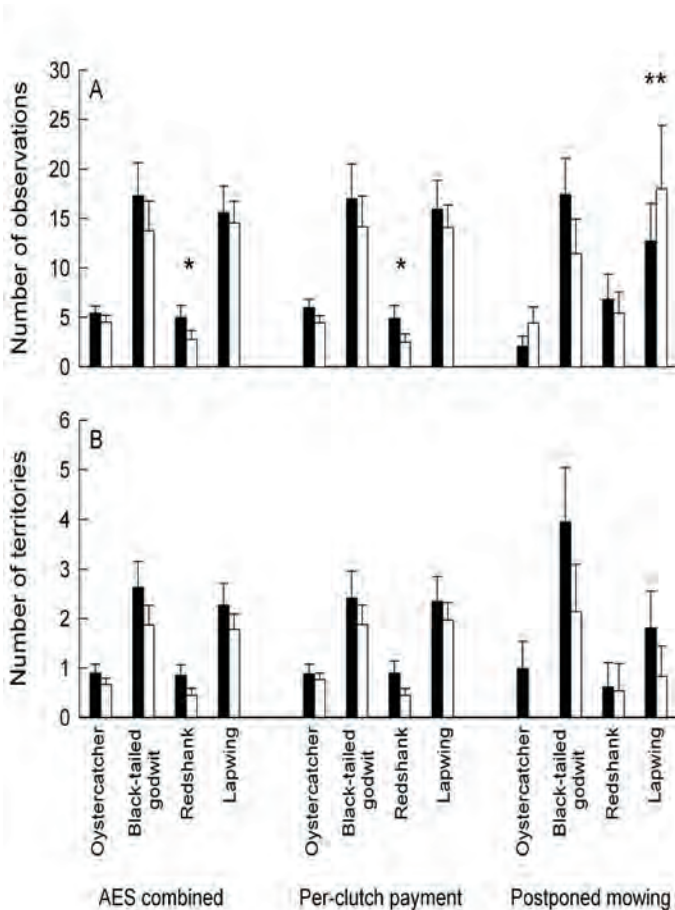 A
Number of observations
30
25
20
15
10
5
0
*
*
**
B
Number of territories
6
5
4
3
2
1
0
Oystercatcher
Black-tailed
godwit
Redshank
Lapwing
Oystercatcher
Black-tailed
godwit
Redshank
Lapwing
Oystercatcher
Black-tailed
godwit
Redshank
Lapwing
AES combined
Per-clutch payment
Postponed mowing